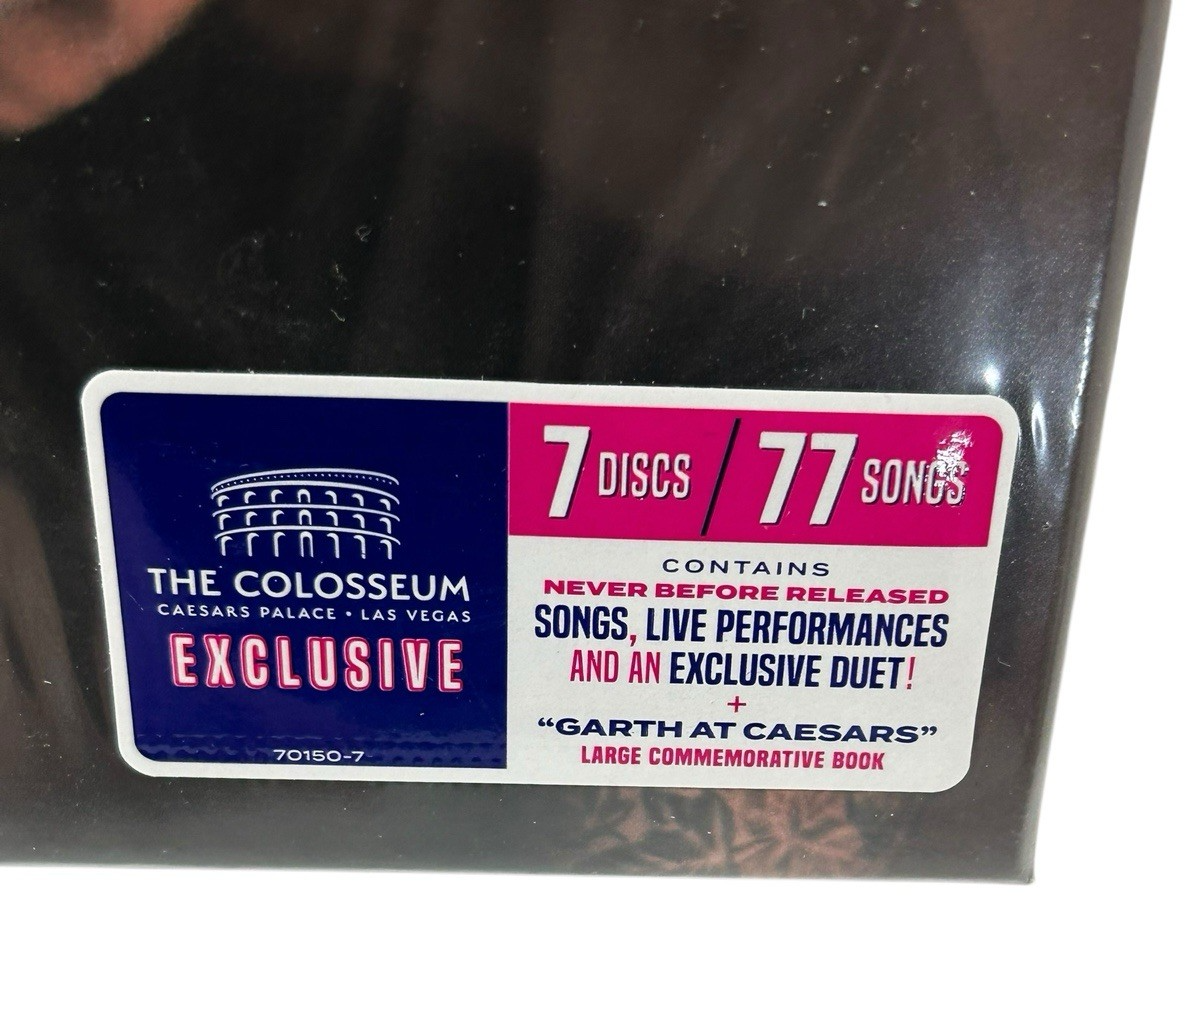 THE COLOSSEUM
CAESARS PALACE • LAS VEGAS
EXCLUSIVE
70150-7
7 DISCS / 77 SONGS
CONTAINS
NEVER BEFORE RELEASED
SONGS, LIVE PERFORMANCES
AND AN EXCLUSIVE DUET!
+
“GARTH AT CAESARS”
LARGE COMMEMORATIVE BOOK